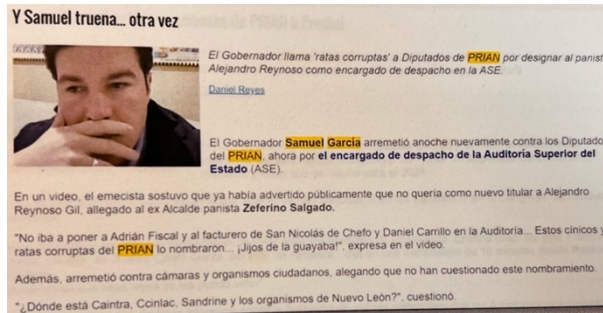 Y Samuel truena... otra vez
El Gobernador llama 'ratas corruptas' a Diputados de PRIAN por designar al panist
Alejandro Reynoso como encargado de despacho en la ASE.
Daniel Reyes
El Gobernador Samuel García arremetió anoche nuevamente contra los Diputado
del PRIAN, ahora por el encargado de despacho de la Auditoría Superior del
Estado (ASE).
En un video, el emecista sostuvo que ya había advertido públicamente que no quería como nuevo titular a Alejandro
Reynoso Gil, allegado al ex Alcalde panista Zeferino Salgado.
"No iba a poner a Adrián Fiscal y al facturero de San Nicolás de Chefo y Daniel Carrillo en la Auditoría... Estos cínicos y
ratas corruptas del PRIAN lo nombraron... ¡Jijos de la guayaba!", expresa en el video.
Además, arremetió contra cámaras y organismos ciudadanos, alegando que no han cuestionado este nombramiento.
"¿Dónde está Caintra, Ccinlac, Sandrine y los organismos de Nuevo León?", cuestionó.